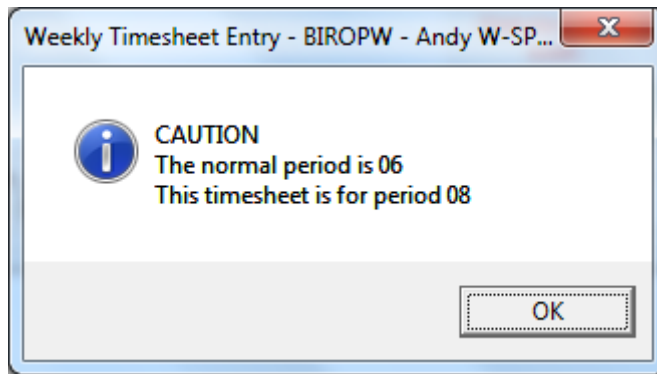 Weekly Timesheet Entry - BIROPW - Andy W-SP...
CAUTION
The normal period is 06
This timesheet is for period 08
OK